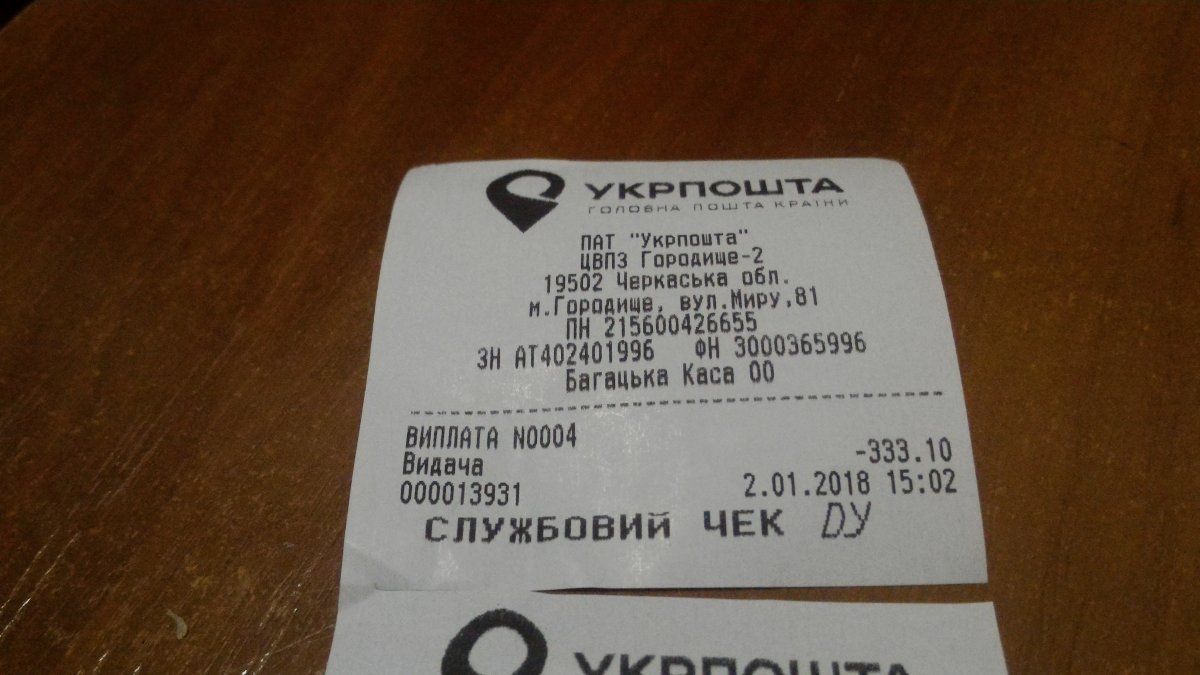 УКРПОШТА
ГОЛОВНА ПОШТА КРАЇНИ
ПАТ "Укрпошта"
ЦВПЗ Городище-2
19502 Черкаська обл.
м.Городище, вул.Миру,81
ПН 215600426655
ЗН АТ402401996 ФН 3000365996
Багацька Каса 00
ВИПЛАТА N0004
-333.10
Видача
000013931 2.01.2018 15:02
СЛУЖБОВИЙ ЧЕК DУ
УКРПОШТА